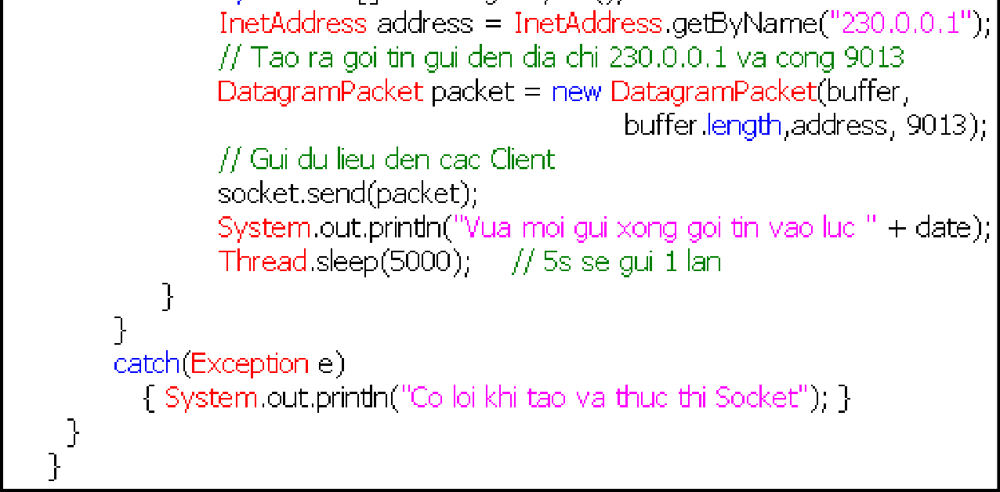 InetAddress address = InetAddress.getByName("230.0.0.1");
// Tao ra goi tin gui den dia chi 230.0.0.1 va cong 9013
DatagramPacket packet = new DatagramPacket(buffer,
buffer.length,address, 9013);
// Gui du lieu den cac Client
socket.send(packet);
System.out.println("Vua moi gui xong goi tin vao luc " + date);
Thread.sleep(5000); // 5s se gui 1 lan
}
}
catch(Exception e)
{ System.out.println("Co loi khi tao va thuc thi Socket"); }
}
}